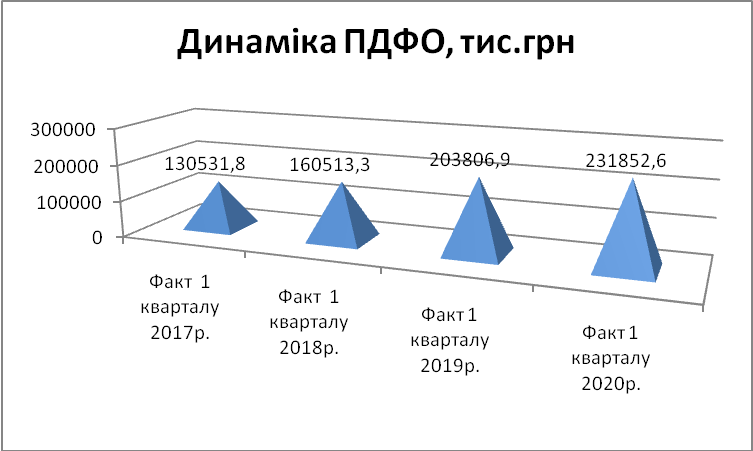 Динаміка ПДФО, тис.грн
300000
200000
100000
0
130531,8
160513,3
203806,9
231852,6
Факт 1
кварталу
2017р.
Факт 1
кварталу
2018р.
Факт 1
кварталу
2019р.
Факт 1
кварталу
2020р.